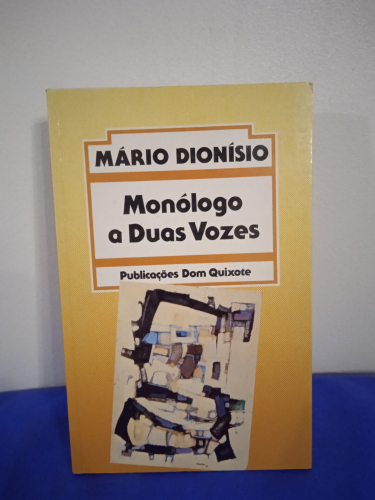 MÁRIO DIONÍSIO
Monólogo
a Duas Vozes
Publicações Dom Quixote